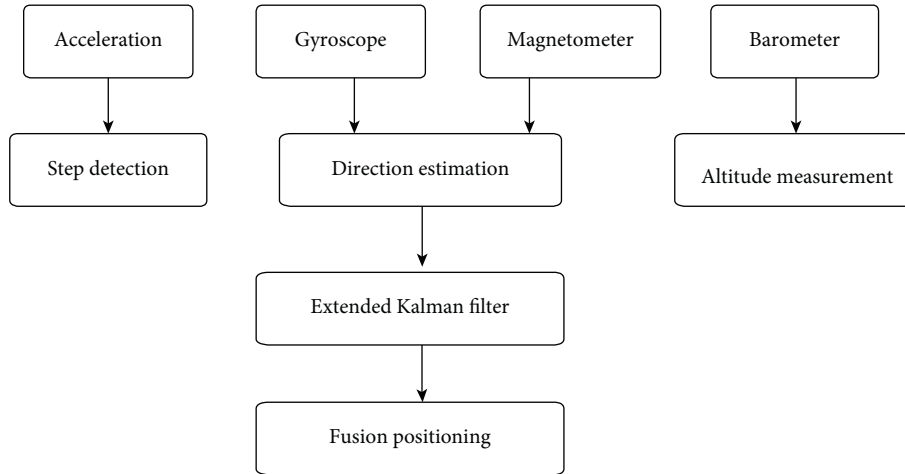 Acceleration
Gyroscope
Magnetometer
Barometer
Step detection
Direction estimation
Altitude measurement
Extended Kalman filter
Fusion positioning